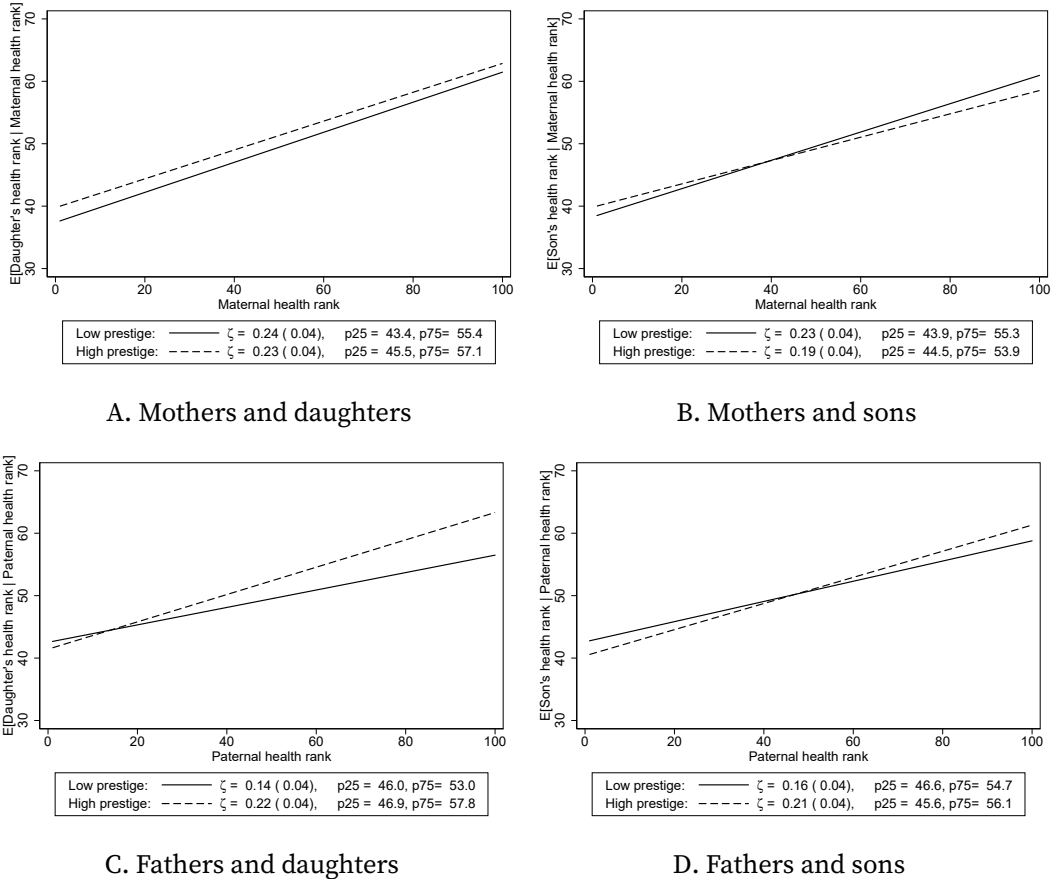 E[Daughter's health rank | Maternal health rank]
70
60
50
40
30
0 20 40 60 80 100
Maternal health rank
Low prestige: ζ = 0.24 ( 0.04), p25 = 43.4, p75= 55.4
High prestige: ζ = 0.23 ( 0.04), p25 = 45.5, p75= 57.1
A. Mothers and daughters
E[Son's health rank | Maternal health rank]
70
60
50
40
30
0 20 40 60 80 100
Maternal health rank
Low prestige: ζ = 0.23 ( 0.04), p25 = 43.9, p75= 55.3
High prestige: ζ = 0.19 ( 0.04), p25 = 44.5, p75= 53.9
B. Mothers and sons
E[Daughter's health rank | Paternal health rank]
70
60
50
40
30
0 20 40 60 80 100
Paternal health rank
Low prestige: ζ = 0.14 ( 0.04), p25 = 46.0, p75= 53.0
High prestige: ζ = 0.22 ( 0.04), p25 = 46.9, p75= 57.8
C. Fathers and daughters
E[Son's health rank | Paternal health rank]
70
60
50
40
30
0 20 40 60 80 100
Paternal health rank
Low prestige: ζ = 0.16 ( 0.04), p25 = 46.6, p75= 54.7
High prestige: ζ = 0.21 ( 0.04), p25 = 45.6, p75= 56.1
D. Fathers and sons